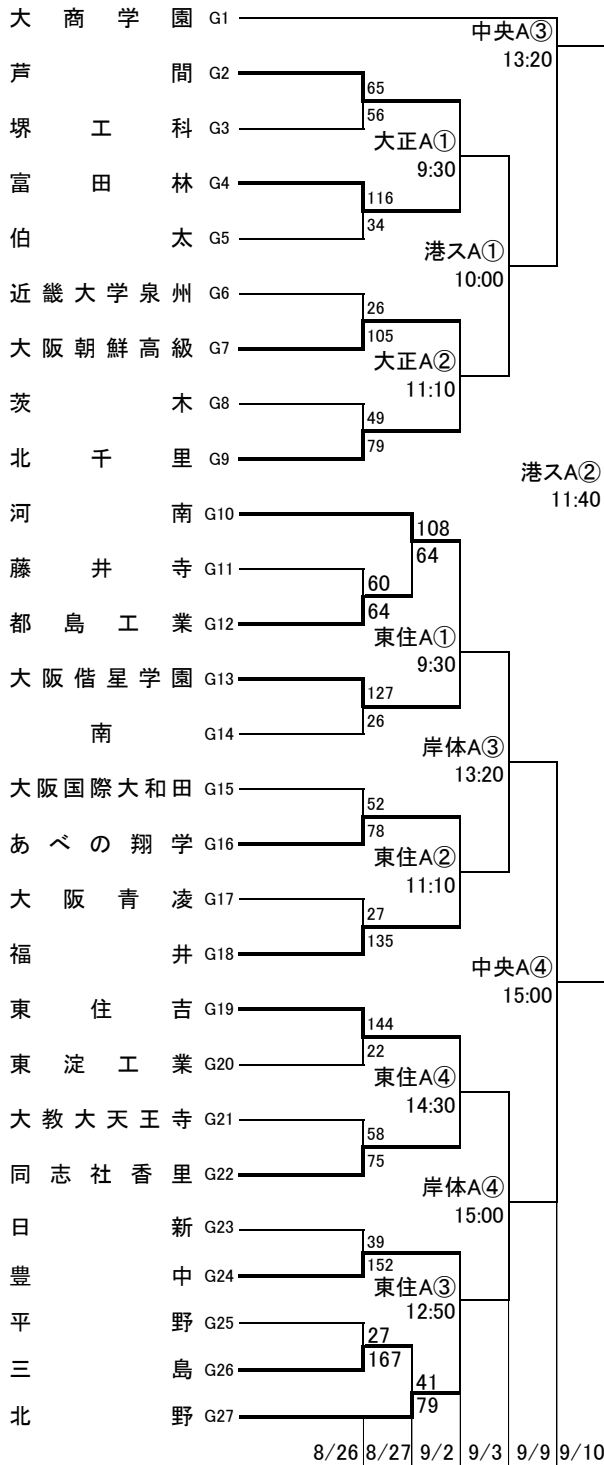 大商学園 G1
中央A③
13:20
芦間 G2
65
56
堺工科 G3
大正A①
9:30
富田林 G4
116
34
伯太 G5
港スA①
10:00
近畿大学泉州 G6
26
105
大阪朝鮮高級 G7
大正A②
11:10
茨木 G8
49
79
北千里 G9
港スA②
11:40
河南 G10
108
64
藤井寺 G11
60
64
都島工業 G12
東住A①
9:30
大阪偕星学園 G13
127
26
南 G14
岸体A③
13:20
大阪国際大和田 G15
52
78
あべの翔学 G16
東住A②
11:10
大阪青凌 G17
27
135
福井 G18
中央A④
15:00
東住吉 G19
144
22
東淀工業 G20
東住A④
14:30
大教大天王寺 G21
58
75
同志社香里 G22
岸体A④
15:00
日新 G23
39
152
豊中 G24
東住A③
12:50
平野 G25
27
167
三島 G26
41
79
北野 G27
8/26 8/27 9/2 9/3 9/9 9/10